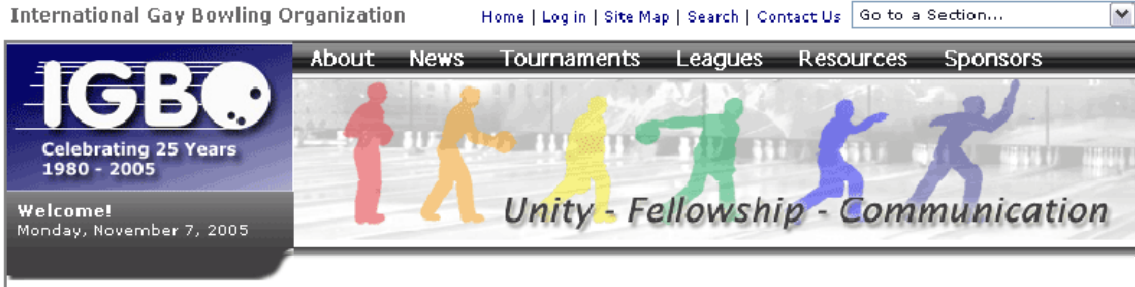 International Gay Bowling Organization
Home | Log in | Site Map | Search | Contact Us
Go to a Section...
IGBO
Celebrating 25 Years
1980 - 2005
About News Tournaments Leagues Resources Sponsors
Unity - Fellowship - Communication
Welcome!
Monday, November 7, 2005